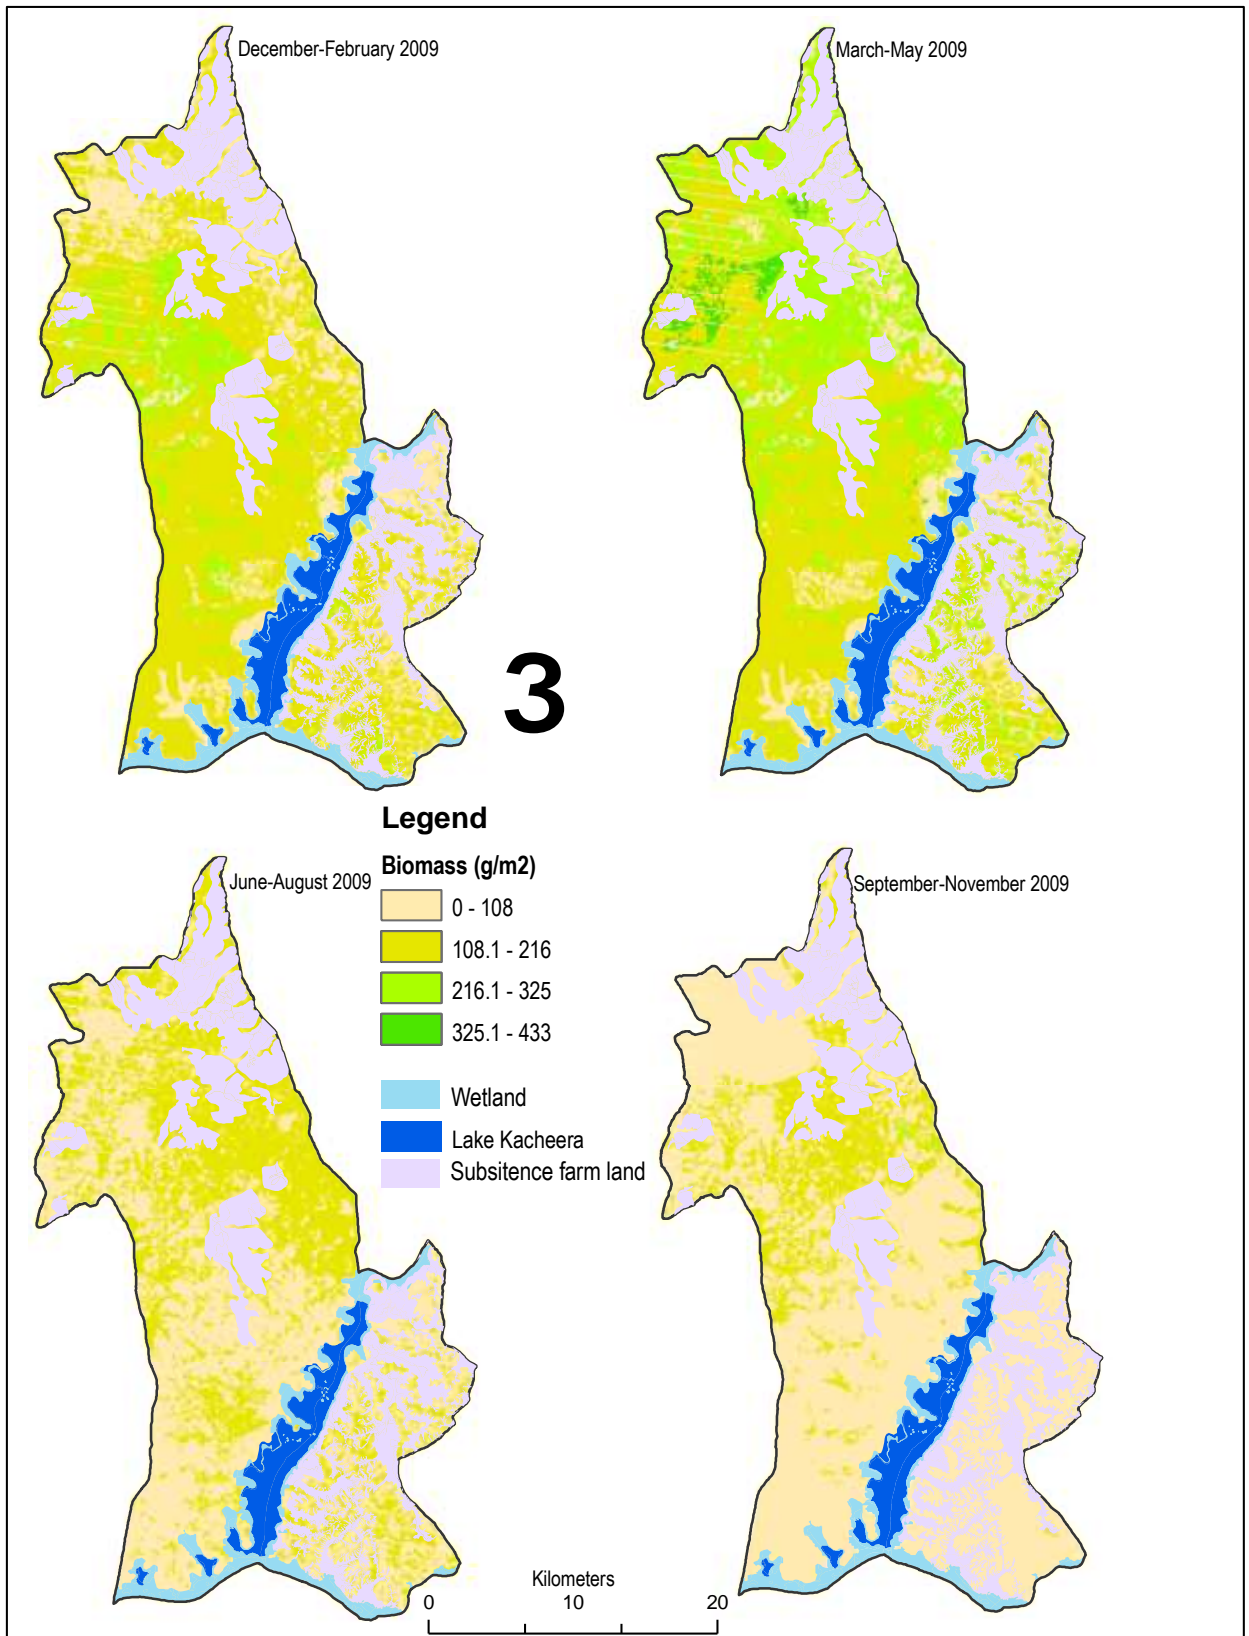 December-February 2009
March-May 2009
3
Legend
Biomass (g/m2)
0 - 108
108.1 - 216
216.1 - 325
325.1 - 433
Wetland
Lake Kacheera
Subsitence farm land
June-August 2009
September-November 2009
Kilometers
0 10 20